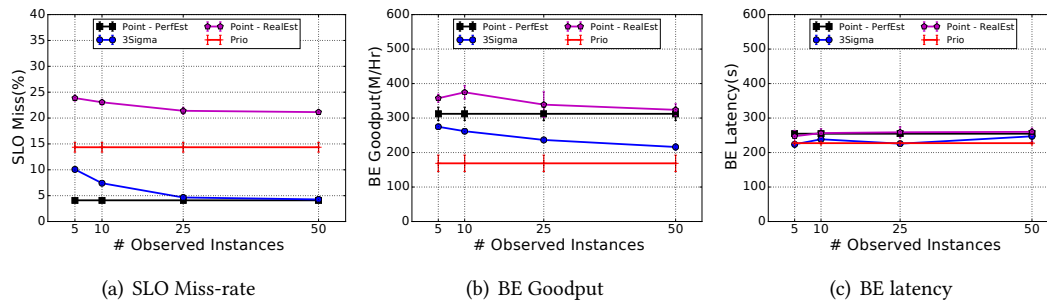 Point - PerfEst
Point - RealEst
3Sigma
Prio
SLO Miss(%)
40
35
30
25
20
15
10
5
0
5 10 25 50
# Observed Instances
(a) SLO Miss-rate
Point - PerfEst
Point - RealEst
3Sigma
Prio
BE Goodput(M/Hr)
600
500
400
300
200
100
0
5 10 25 50
# Observed Instances
(b) BE Goodput
Point - PerfEst
Point - RealEst
3Sigma
Prio
BE Latency(s)
600
500
400
300
200
100
0
5 10 25 50
# Observed Instances
(c) BE latency